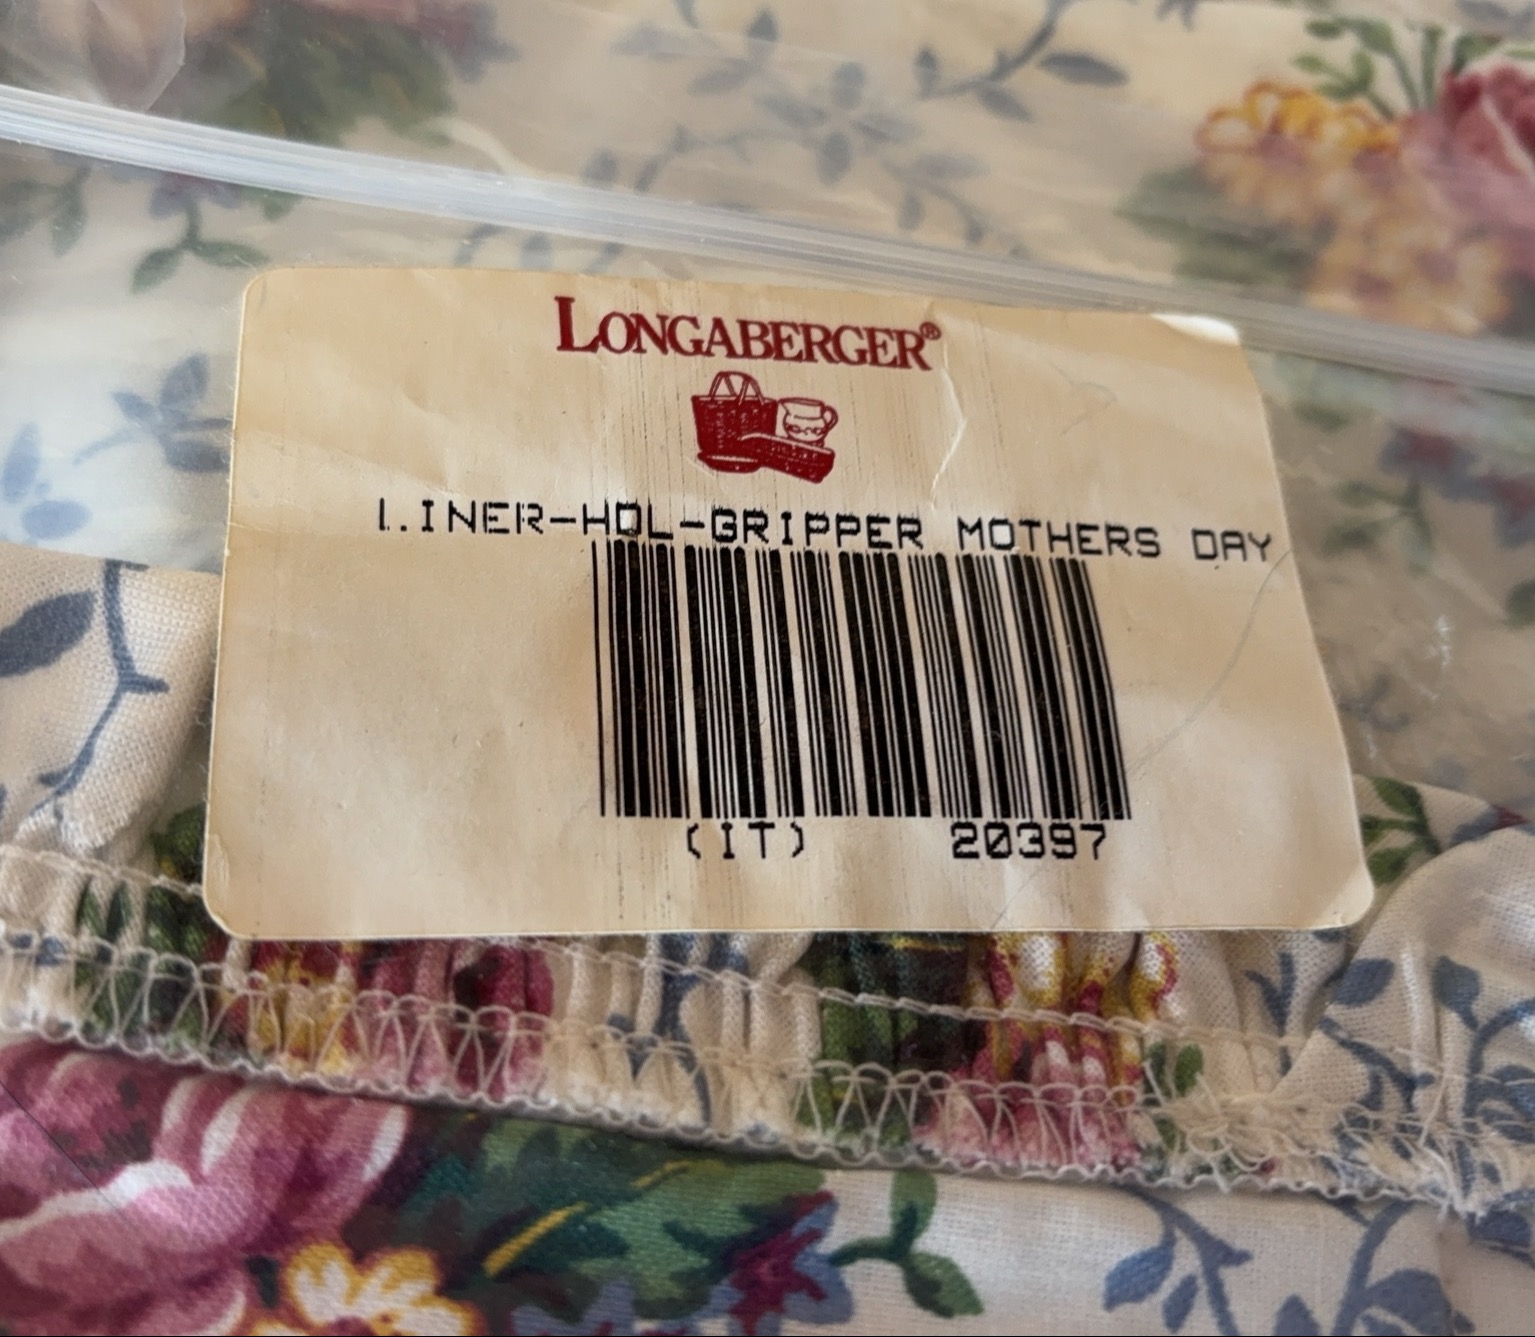 LONGABERGER®
LINER-HDL-GRIPPER MOTHERS DAY
(IT) 20397